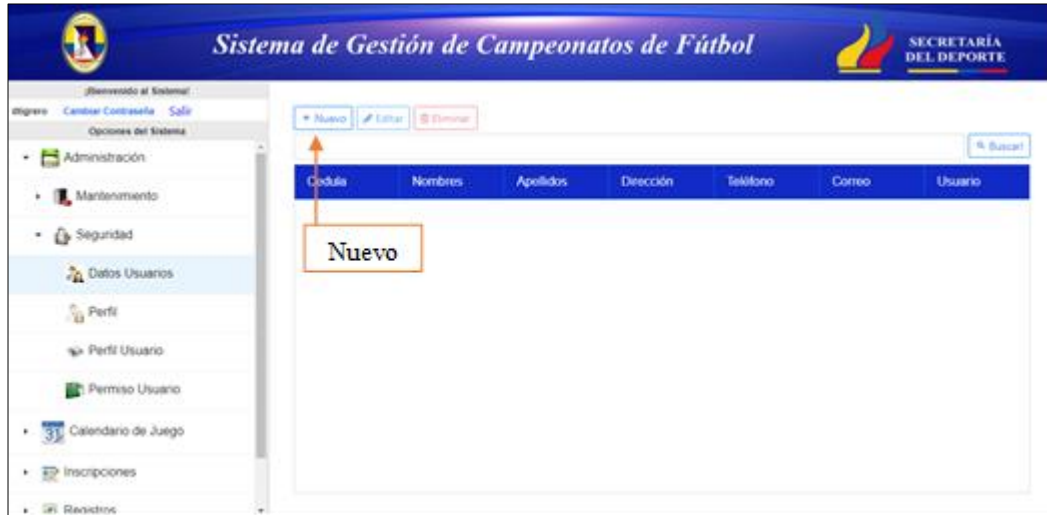 Sistema de Gestión de Campeonatos de Fútbol
SECRETARÍA
DEL DEPORTE
¡Bienvenido al Sistema!
Cambiar Contraseña Salir
Opciones del Sistema
Administración
Mantenimiento
Seguridad
Datos Usuarios
Perfil
Perfil Usuario
Permiso Usuario
Calendario de Juego
Inscripciones
Registros
Nuevo Editar Eliminar
Buscar!
Cedula Nombres Apellidos Dirección Teléfono Correo Usuario
Nuevo